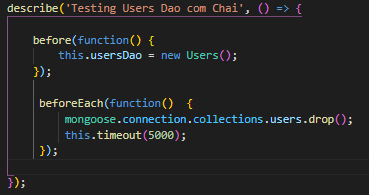 describe('Testing Users Dao com Chai', () => {
before(function() {
this.usersDao = new Users();
});
beforeEach(function()  {
mongoose.connection.collections.users.drop();
this.timeout(5000);
});
});